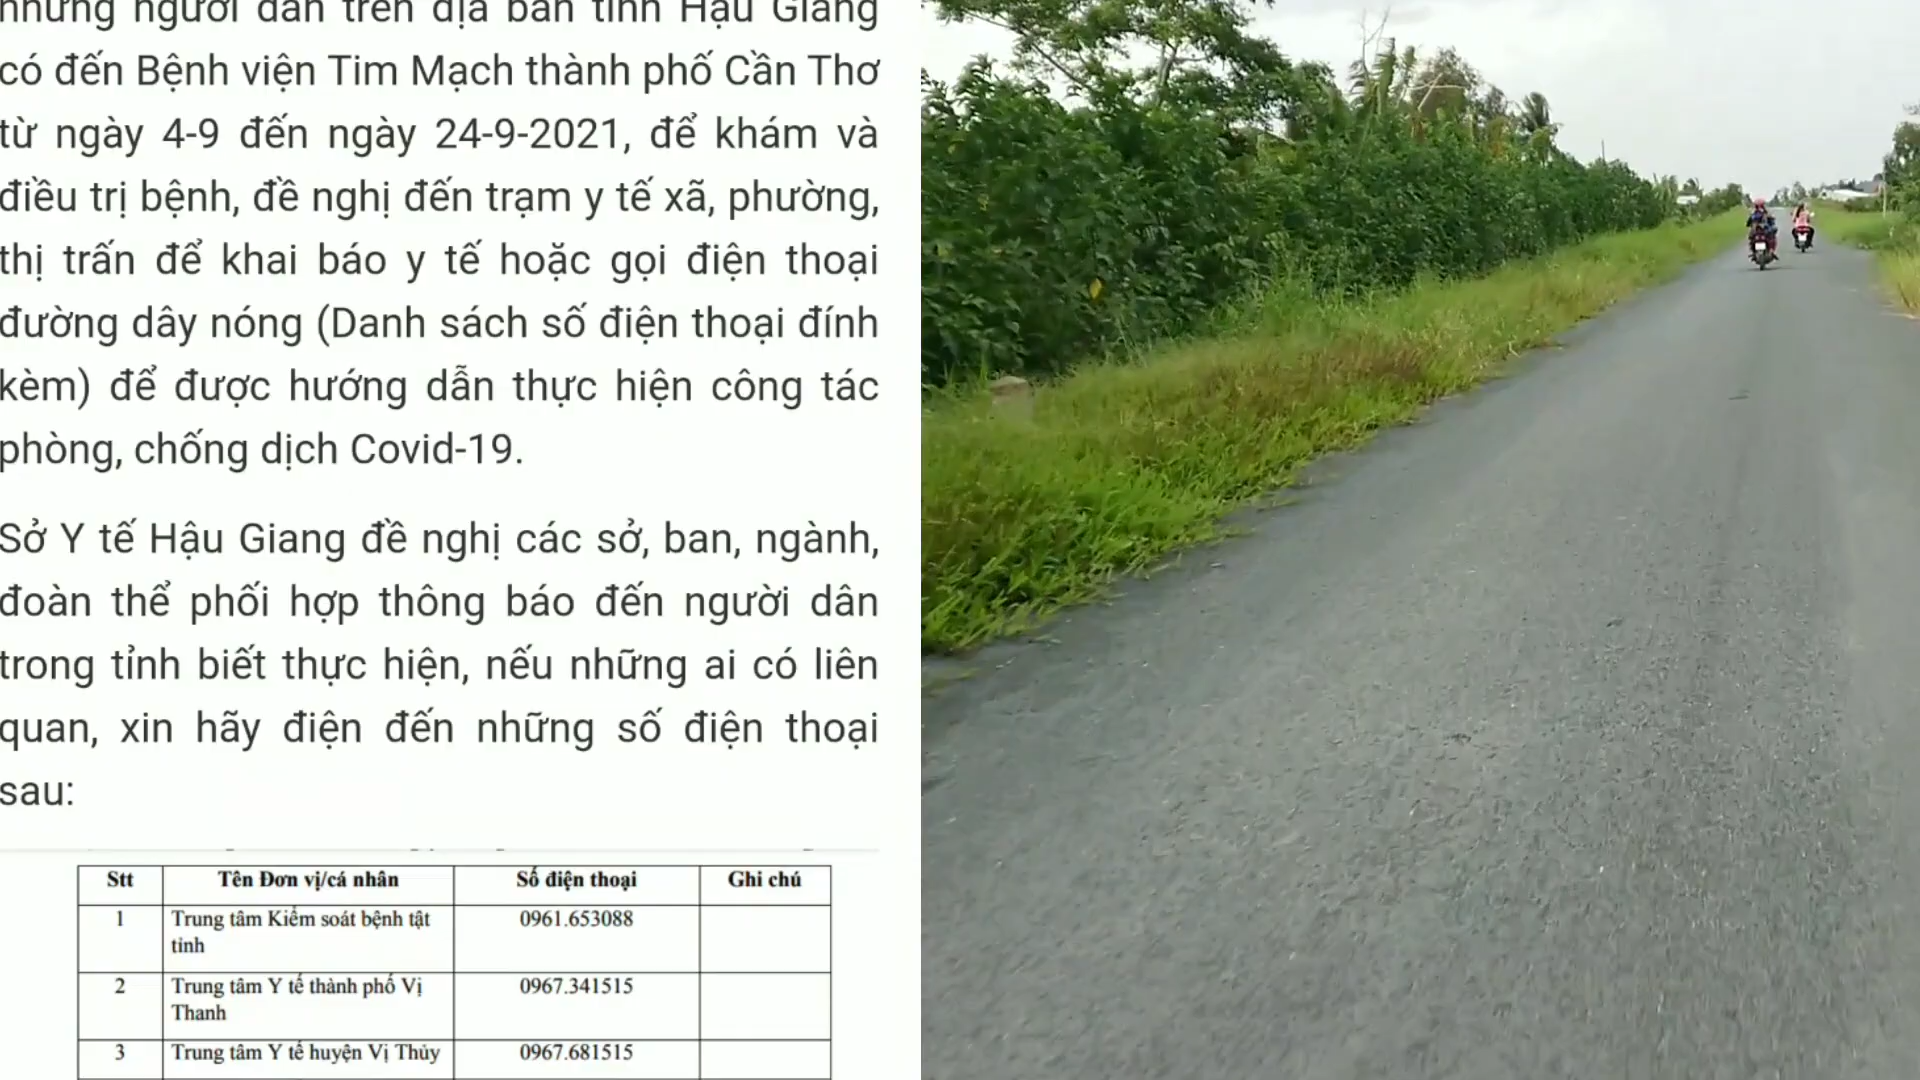 những người dân trên địa bàn tỉnh Hậu Giang
có đến Bệnh viện Tim Mạch thành phố Cần Thơ
từ ngày 4-9 đến ngày 24-9-2021, để khám và
điều trị bệnh, đề nghị đến trạm y tế xã, phường,
thị trấn để khai báo y tế hoặc gọi điện thoại
đường dây nóng (Danh sách số điện thoại đính
kèm) để được hướng dẫn thực hiện công tác
phòng, chống dịch Covid-19.
Sở Y tế Hậu Giang đề nghị các sở, ban, ngành,
đoàn thể phối hợp thông báo đến người dân
trong tỉnh biết thực hiện, nếu những ai có liên
quan, xin hãy điện đến những số điện thoại
sau:
Stt Tên Đơn vị/cá nhân Số điện thoại Ghi chú
1 Trung tâm Kiểm soát bệnh tật 0961.653088
tỉnh
2 Trung tâm Y tế thành phố Vị 0967.341515
Thanh
3 Trung tâm Y tế huyện Vị Thủy 0967.681515